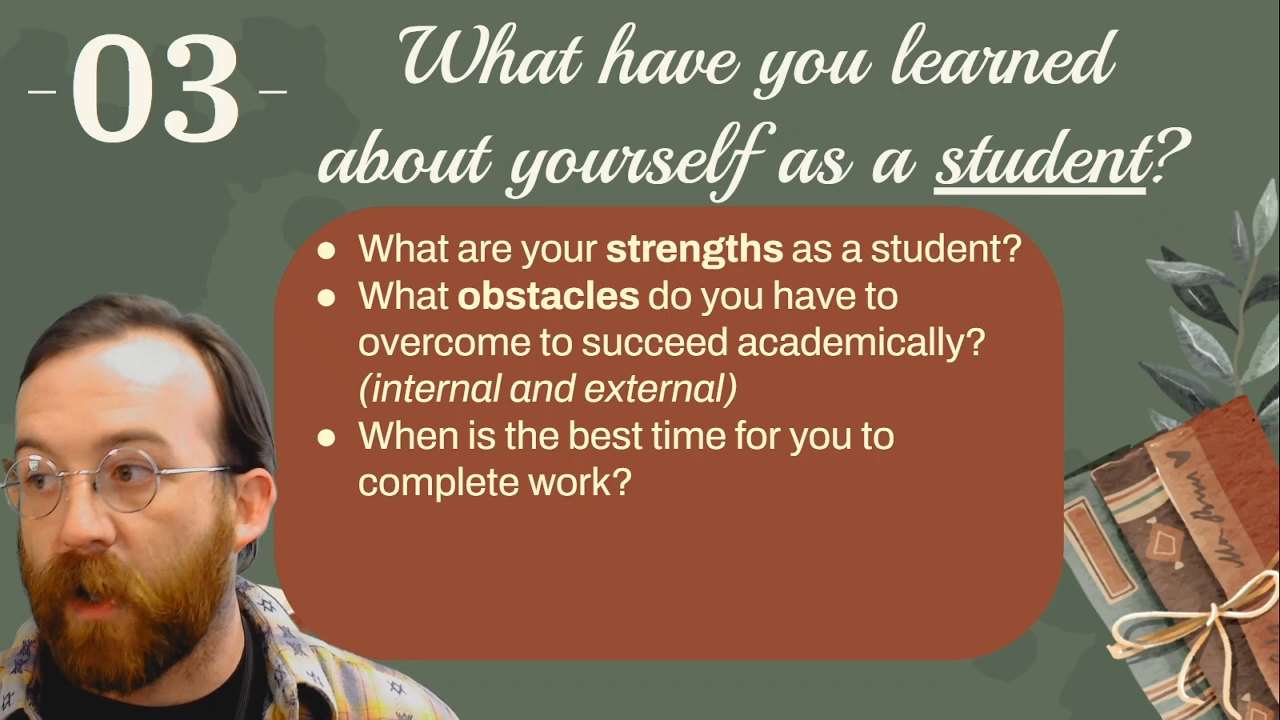 03
What have you learned
about yourself as a student?
● What are your strengths as a student?
● What obstacles do you have to
overcome to succeed academically?
(internal and external)
● When is the best time for you to
complete work?